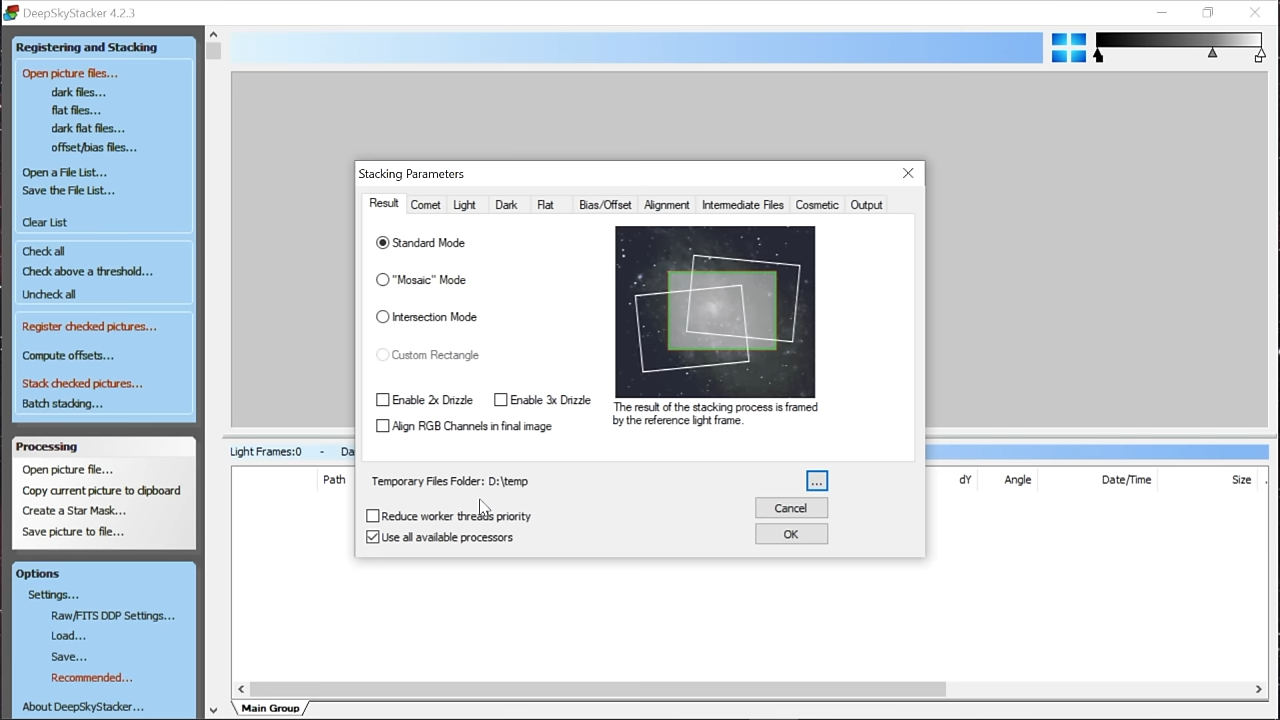 DeepSkyStacker 4.2.3
Registering and Stacking
Open picture files...
dark files...
flat files...
dark flat files...
offset/bias files...
Open a File List...
Save the File List...
Clear List
Check all
Check above a threshold...
Uncheck all
Register checked pictures...
Compute offsets...
Stack checked pictures...
Batch stacking...
Processing
Open picture file...
Copy current picture to clipboard
Create a Star Mask...
Save picture to file...
Options
Settings...
Raw/FITS DDP Settings...
Load...
Save...
Recommended...
About DeepSkyStacker...
Stacking Parameters
Result Comet Light Dark Flat Bias/Offset Alignment Intermediate Files Cosmetic Output
Standard Mode
"Mosaic" Mode
Intersection Mode
Custom Rectangle
Enable 2x Drizzle Enable 3x Drizzle
Align RGB Channels in final image
The result of the stacking process is framed
by the reference light frame.
Temporary Files Folder: D:\temp
...
Reduce worker threads priority
Use all available processors
Cancel
OK
Light Frames:0 - Da
Path dY Angle Date/Time Size
Main Group